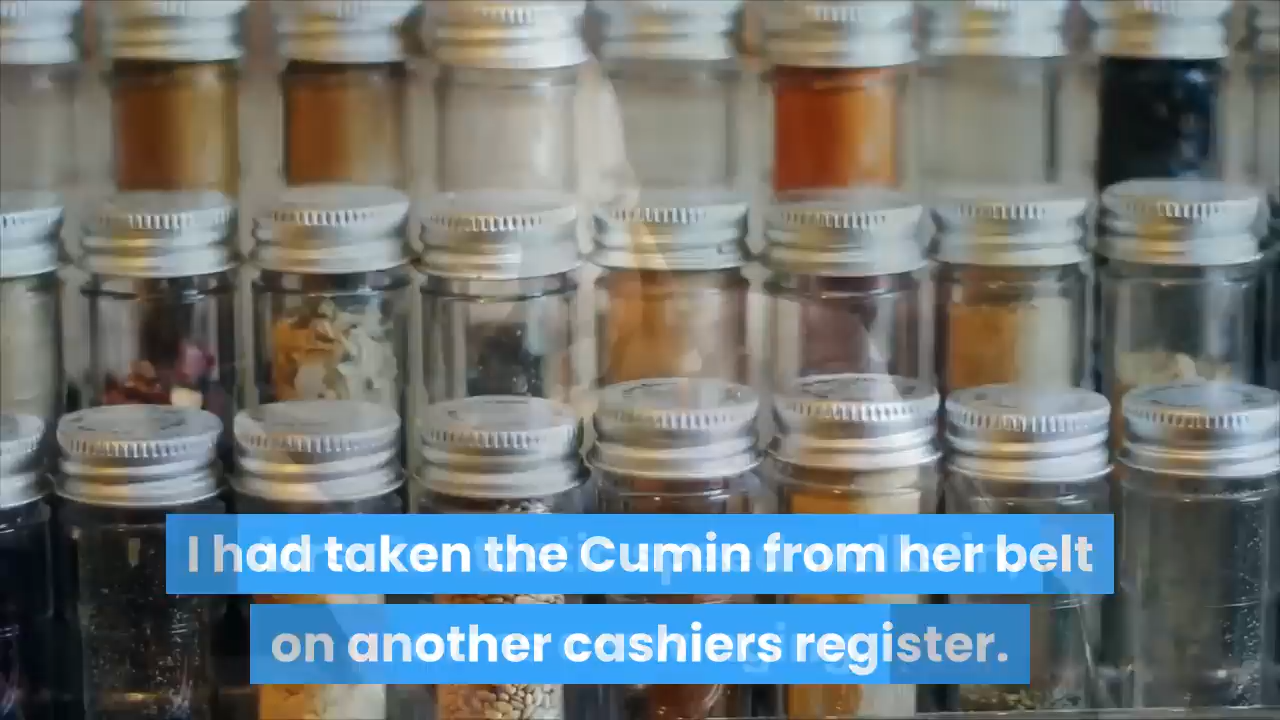 I had taken the Cumin from her belt
on another cashiers register.